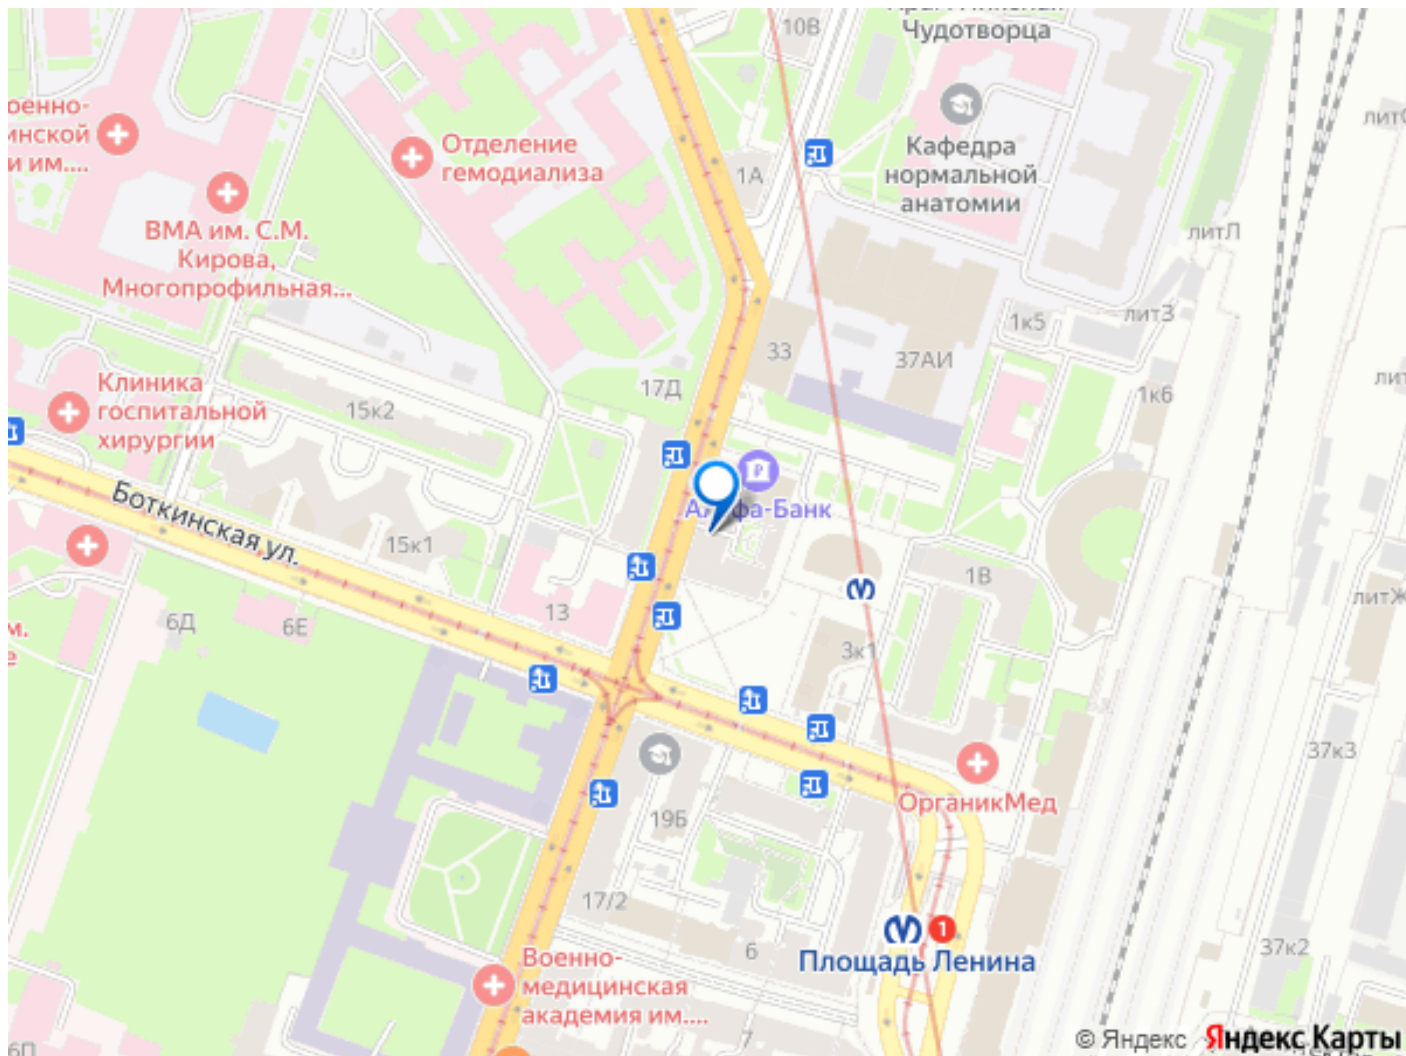 10В
Чудотворца
оенно-
инской
и им....
Отделение
гемодиализа
1А
Кафедра
нормальной
анатомии
ВМА им. С.М.
Кирова,
Многопрофильная...
литЛ
литЗ
1к5
33
37АИ
17Д
1к6
Клиника
госпитальной
хирургии
15к2
Альфа-Банк
Боткинская ул.
15к1
13
1В
литЖ
6Д
6Е
м.
е
3к1
37к3
ОрганикМед
19Б
17/2
6
1
Площадь Ленина
37к2
Военно-
медицинская
академия им....
7
6П
© Яндекс Яндекс Карты